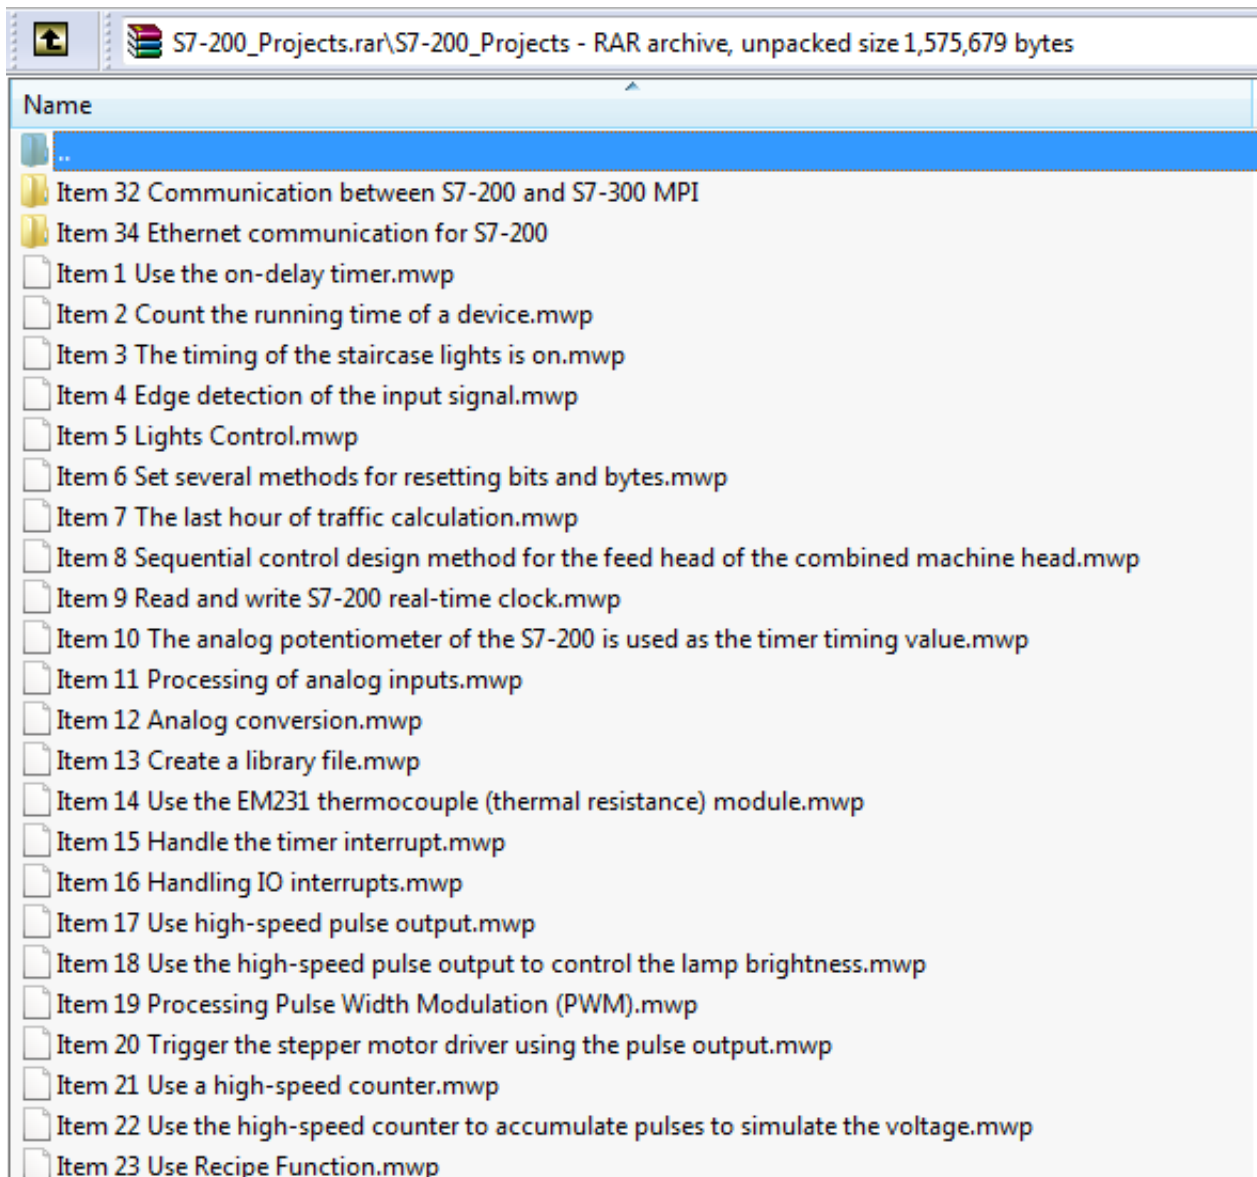 S7-200_Projects.rar\S7-200_Projects - RAR archive, unpacked size 1,575,679 bytes
Name
..
Item 32 Communication between S7-200 and S7-300 MPI
Item 34 Ethernet communication for S7-200
Item 1 Use the on-delay timer.mwp
Item 2 Count the running time of a device.mwp
Item 3 The timing of the staircase lights is on.mwp
Item 4 Edge detection of the input signal.mwp
Item 5 Lights Control.mwp
Item 6 Set several methods for resetting bits and bytes.mwp
Item 7 The last hour of traffic calculation.mwp
Item 8 Sequential control design method for the feed head of the combined machine head.mwp
Item 9 Read and write S7-200 real-time clock.mwp
Item 10 The analog potentiometer of the S7-200 is used as the timer timing value.mwp
Item 11 Processing of analog inputs.mwp
Item 12 Analog conversion.mwp
Item 13 Create a library file.mwp
Item 14 Use the EM231 thermocouple (thermal resistance) module.mwp
Item 15 Handle the timer interrupt.mwp
Item 16 Handling IO interrupts.mwp
Item 17 Use high-speed pulse output.mwp
Item 18 Use the high-speed pulse output to control the lamp brightness.mwp
Item 19 Processing Pulse Width Modulation (PWM).mwp
Item 20 Trigger the stepper motor driver using the pulse output.mwp
Item 21 Use a high-speed counter.mwp
Item 22 Use the high-speed counter to accumulate pulses to simulate the voltage.mwp
Item 23 Use Recipe Function.mwp